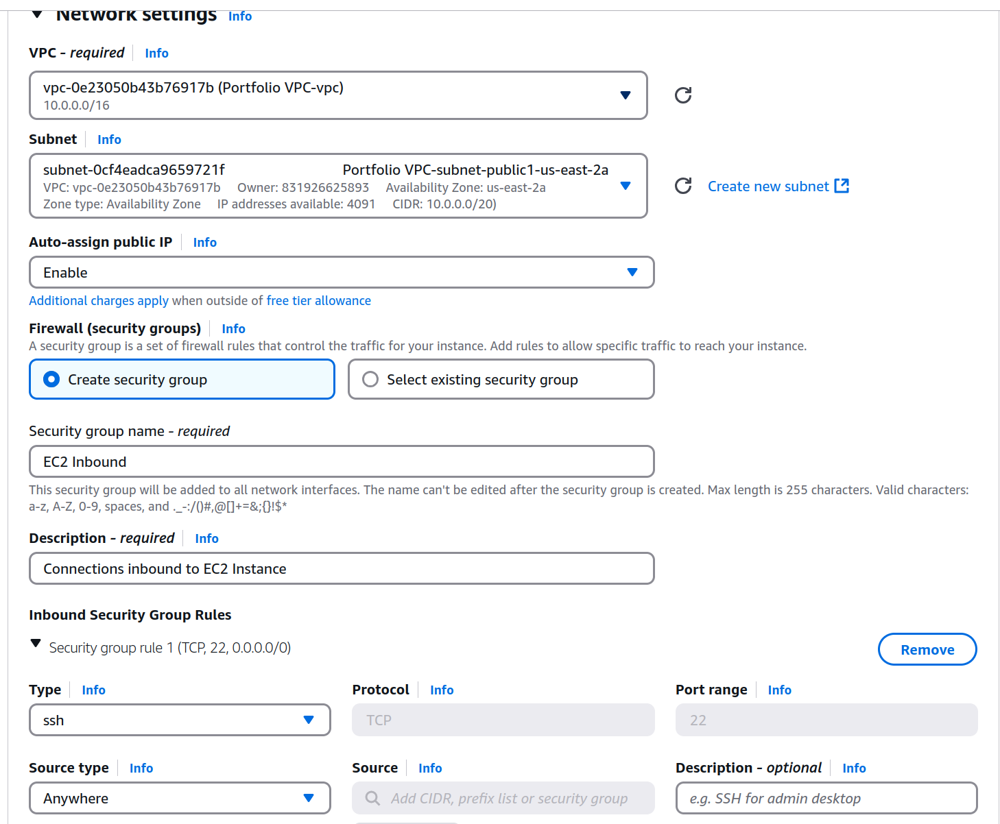 Network settings Info
VPC - required Info
vpc-0e23050b43b76917b (Portfolio VPC-vpc)
10.0.0.0/16
Subnet Info
subnet-0cf4eadca9659721f Portfolio VPC-subnet-public1-us-east-2a
VPC: vpc-0e23050b43b76917b Owner: 831926625893 Availability Zone: us-east-2a
Zone type: Availability Zone IP addresses available: 4091 CIDR: 10.0.0.0/20)
Create new subnet
Auto-assign public IP Info
Enable
Additional charges apply when outside of free tier allowance
Firewall (security groups) Info
A security group is a set of firewall rules that control the traffic for your instance. Add rules to allow specific traffic to reach your instance.
Create security group Select existing security group
Security group name - required
EC2 Inbound
This security group will be added to all network interfaces. The name can't be edited after the security group is created. Max length is 255 characters. Valid characters:
a-z, A-Z, 0-9, spaces, and ._-:/()#,@[]+=&;{}!$*
Description - required Info
Connections inbound to EC2 Instance
Inbound Security Group Rules
Security group rule 1 (TCP, 22, 0.0.0.0/0) Remove
Type Info Protocol Info Port range Info
ssh TCP 22
Source type Info Source Info Description - optional Info
Anywhere Add CIDR, prefix list or security group e.g. SSH for admin desktop